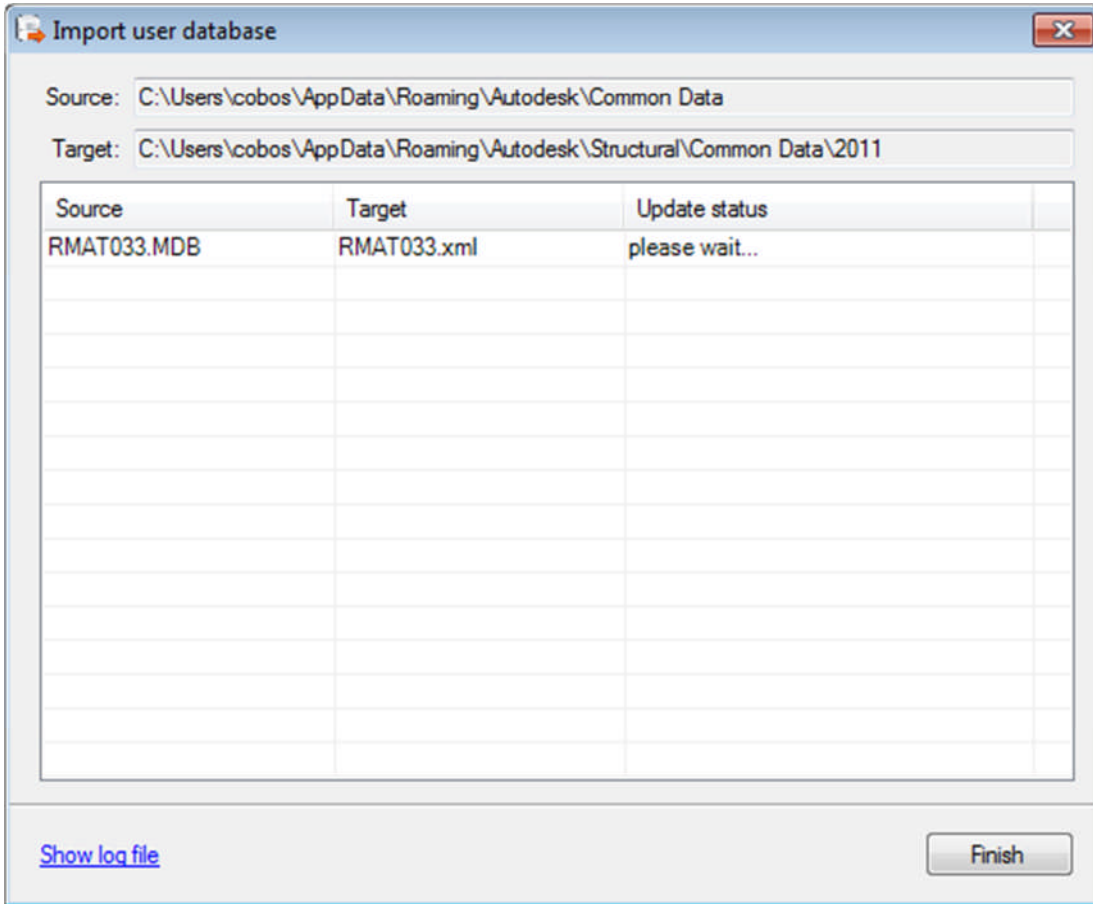 Import user database
Source: C:\Users\cobos\AppData\Roaming\Autodesk\Common Data
Target: C:\Users\cobos\AppData\Roaming\Autodesk\Structural\Common Data\2011
Source Target Update status
RMAT033.MDB RMAT033.xml please wait...
Show log file Finish